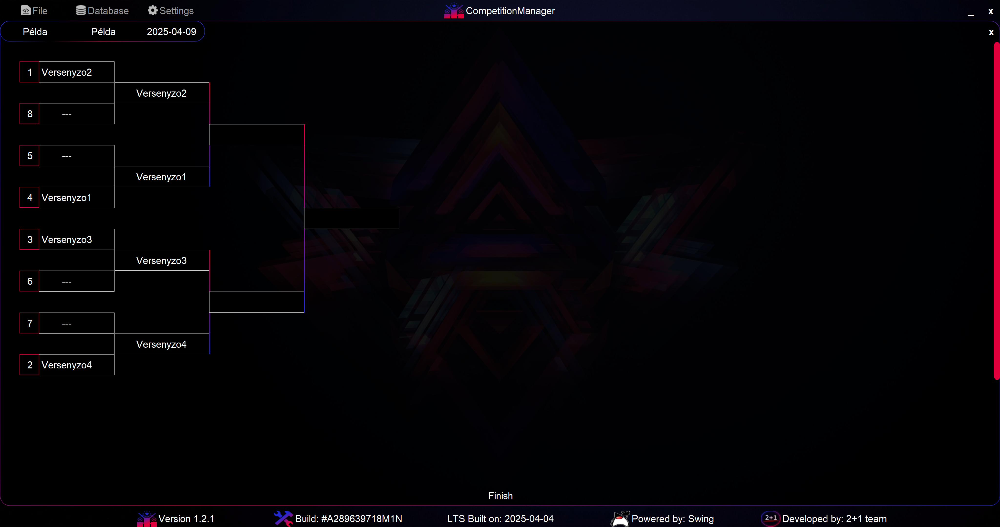 File Database Settings CompetitionManager _ x
Példa Példa 2025-04-09 x
1 Versenyzo2
Versenyzo2
8 ---
5 ---
Versenyzo1
4 Versenyzo1
3 Versenyzo3
Versenyzo3
6 ---
7 ---
Versenyzo4
2 Versenyzo4
Finish
Version 1.2.1 Build: #A289639718M1N LTS Built on: 2025-04-04 Powered by: Swing 2+1 Developed by: 2+1 team